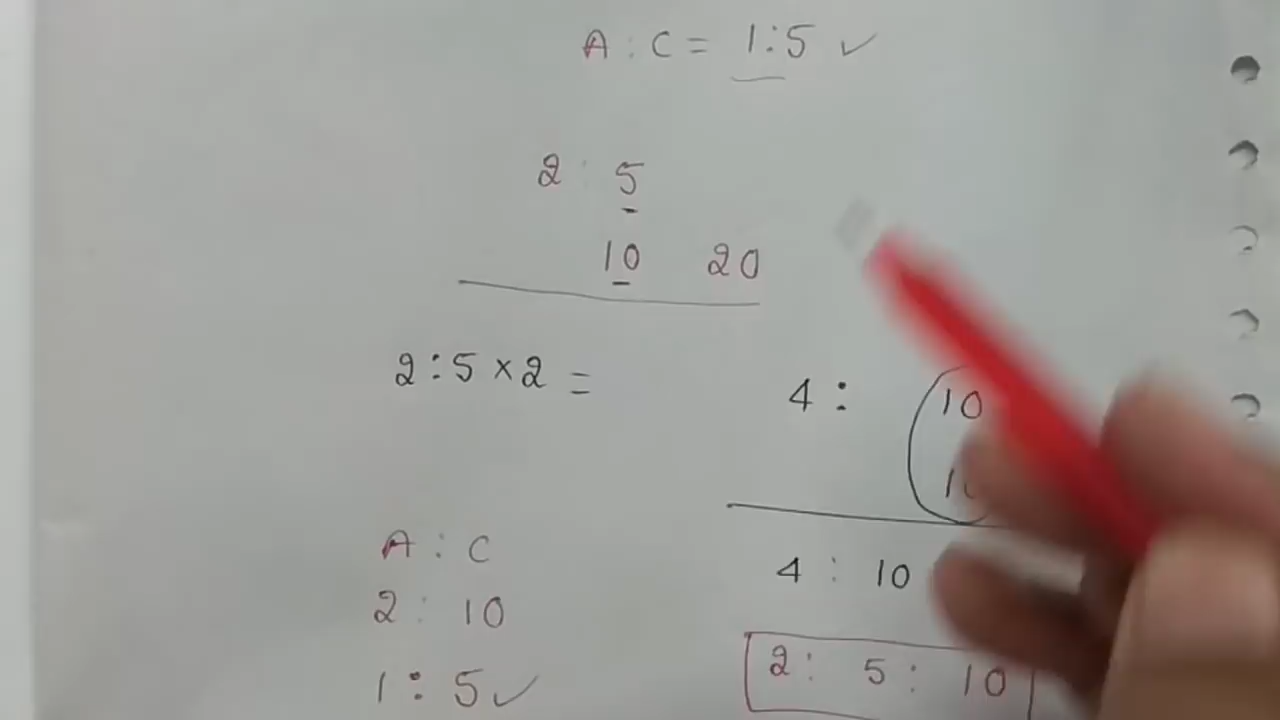 A : C = 1:5 ✓
2 : 5
10 20
2:5 × 2 =
4 : 10
4 : 10
A : C
2 : 10
1 : 5 ✓
2 : 5 : 10